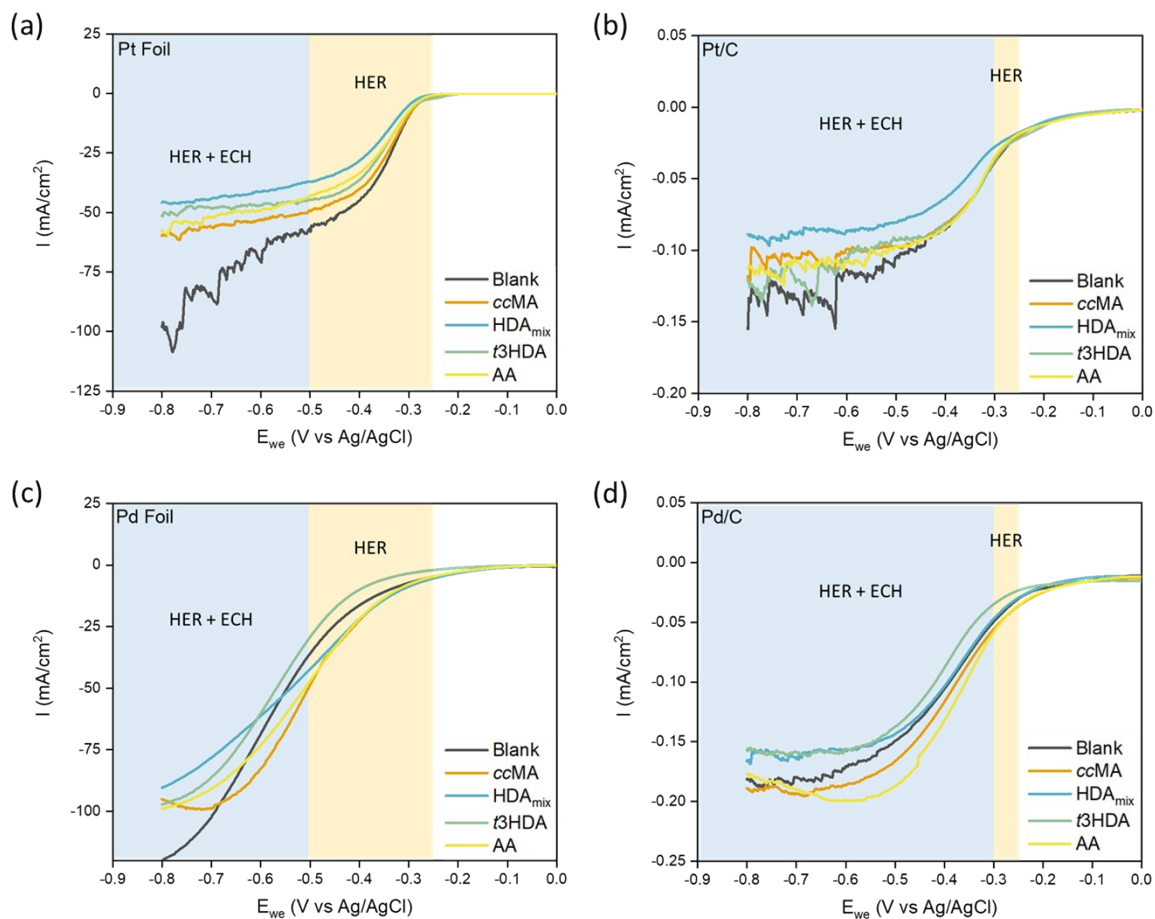 (a)
Pt Foil
HER
HER + ECH
Blank
ccMA
HDAmix
t3HDA
AA
25
0
-25
-50
-75
-100
-125
I (mA/cm2)
-0.9 -0.8 -0.7 -0.6 -0.5 -0.4 -0.3 -0.2 -0.1 0.0
Ewe (V vs Ag/AgCl)
(b)
Pt/C
HER
HER + ECH
Blank
ccMA
HDAmix
t3HDA
AA
0.05
0.00
-0.05
-0.10
-0.15
-0.20
I (mA/cm2)
-0.9 -0.8 -0.7 -0.6 -0.5 -0.4 -0.3 -0.2 -0.1 0.0
Ewe (V vs Ag/AgCl)
(c)
Pd Foil
HER
HER + ECH
Blank
ccMA
HDAmix
t3HDA
AA
25
0
-25
-50
-75
-100
I (mA/cm2)
-0.9 -0.8 -0.7 -0.6 -0.5 -0.4 -0.3 -0.2 -0.1 0.0
Ewe (V vs Ag/AgCl)
(d)
Pd/C
HER
HER + ECH
Blank
ccMA
HDAmix
t3HDA
AA
0.05
0.00
-0.05
-0.10
-0.15
-0.20
-0.25
I (mA/cm2)
-0.9 -0.8 -0.7 -0.6 -0.5 -0.4 -0.3 -0.2 -0.1 0.0
Ewe (V vs Ag/AgCl)